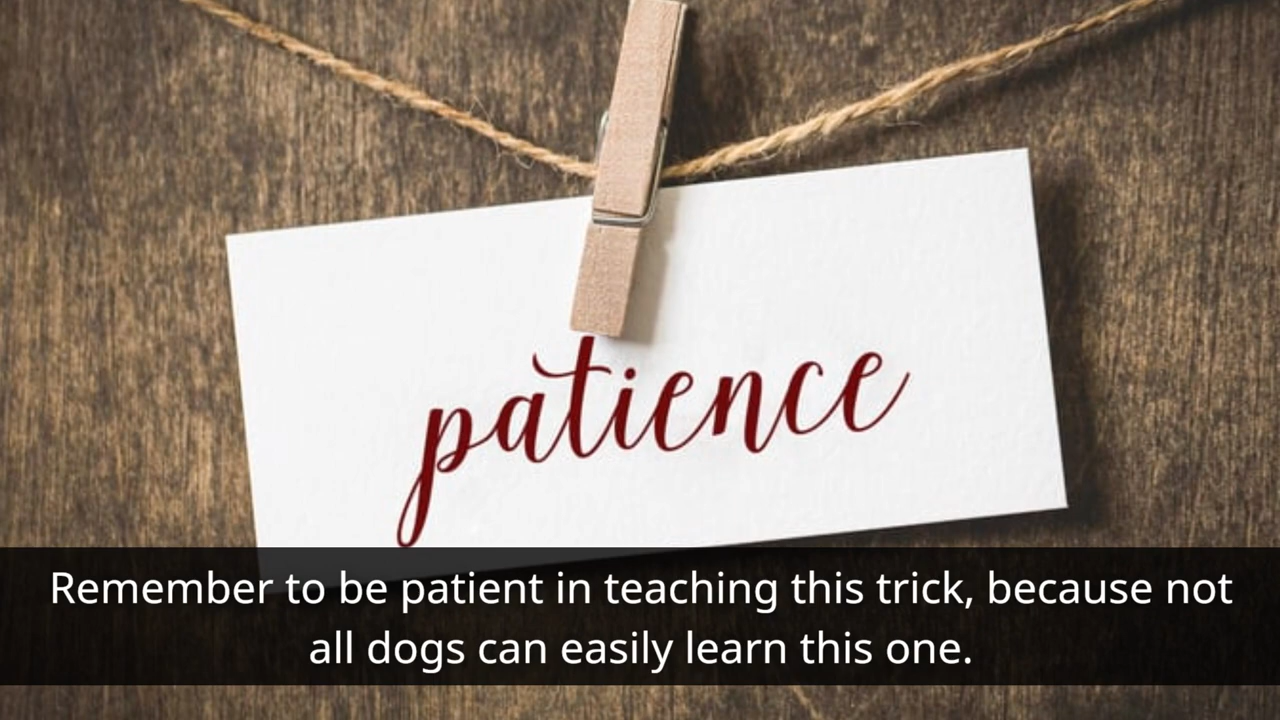 patience
Remember to be patient in teaching this trick, because not
all dogs can easily learn this one.